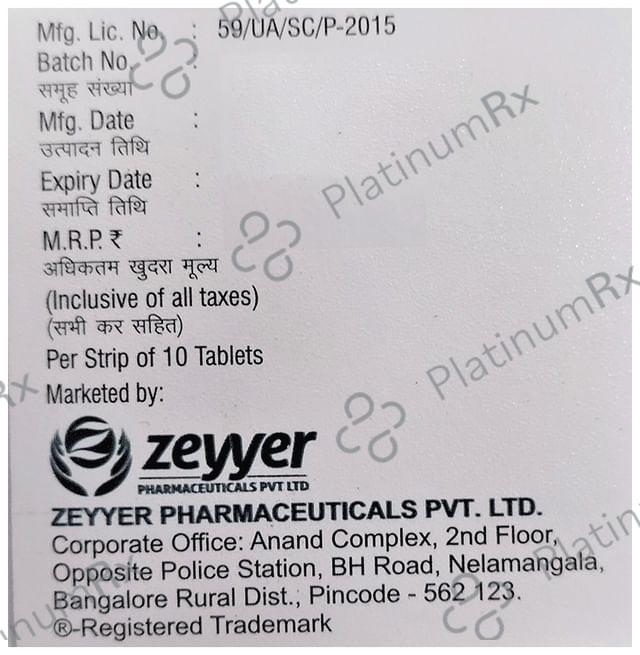 Mfg. Lic. No. : 59/UA/SC/P-2015
Batch No. :
समूह संख्या
Mfg. Date :
उत्पादन तिथि
Expiry Date :
समाप्ति तिथि
M.R.P. ₹ :
अधिकतम खुदरा मूल्य
(Inclusive of all taxes)
(सभी कर सहित)
Per Strip of 10 Tablets
Marketed by:
zeyyer
PHARMACEUTICALS PVT LTD
ZEYYER PHARMACEUTICALS PVT. LTD.
Corporate Office: Anand Complex, 2nd Floor,
Opposite Police Station, BH Road, Nelamangala,
Bangalore Rural Dist., Pincode - 562 123.
®-Registered Trademark
PlatinumRx
PlatinumRx